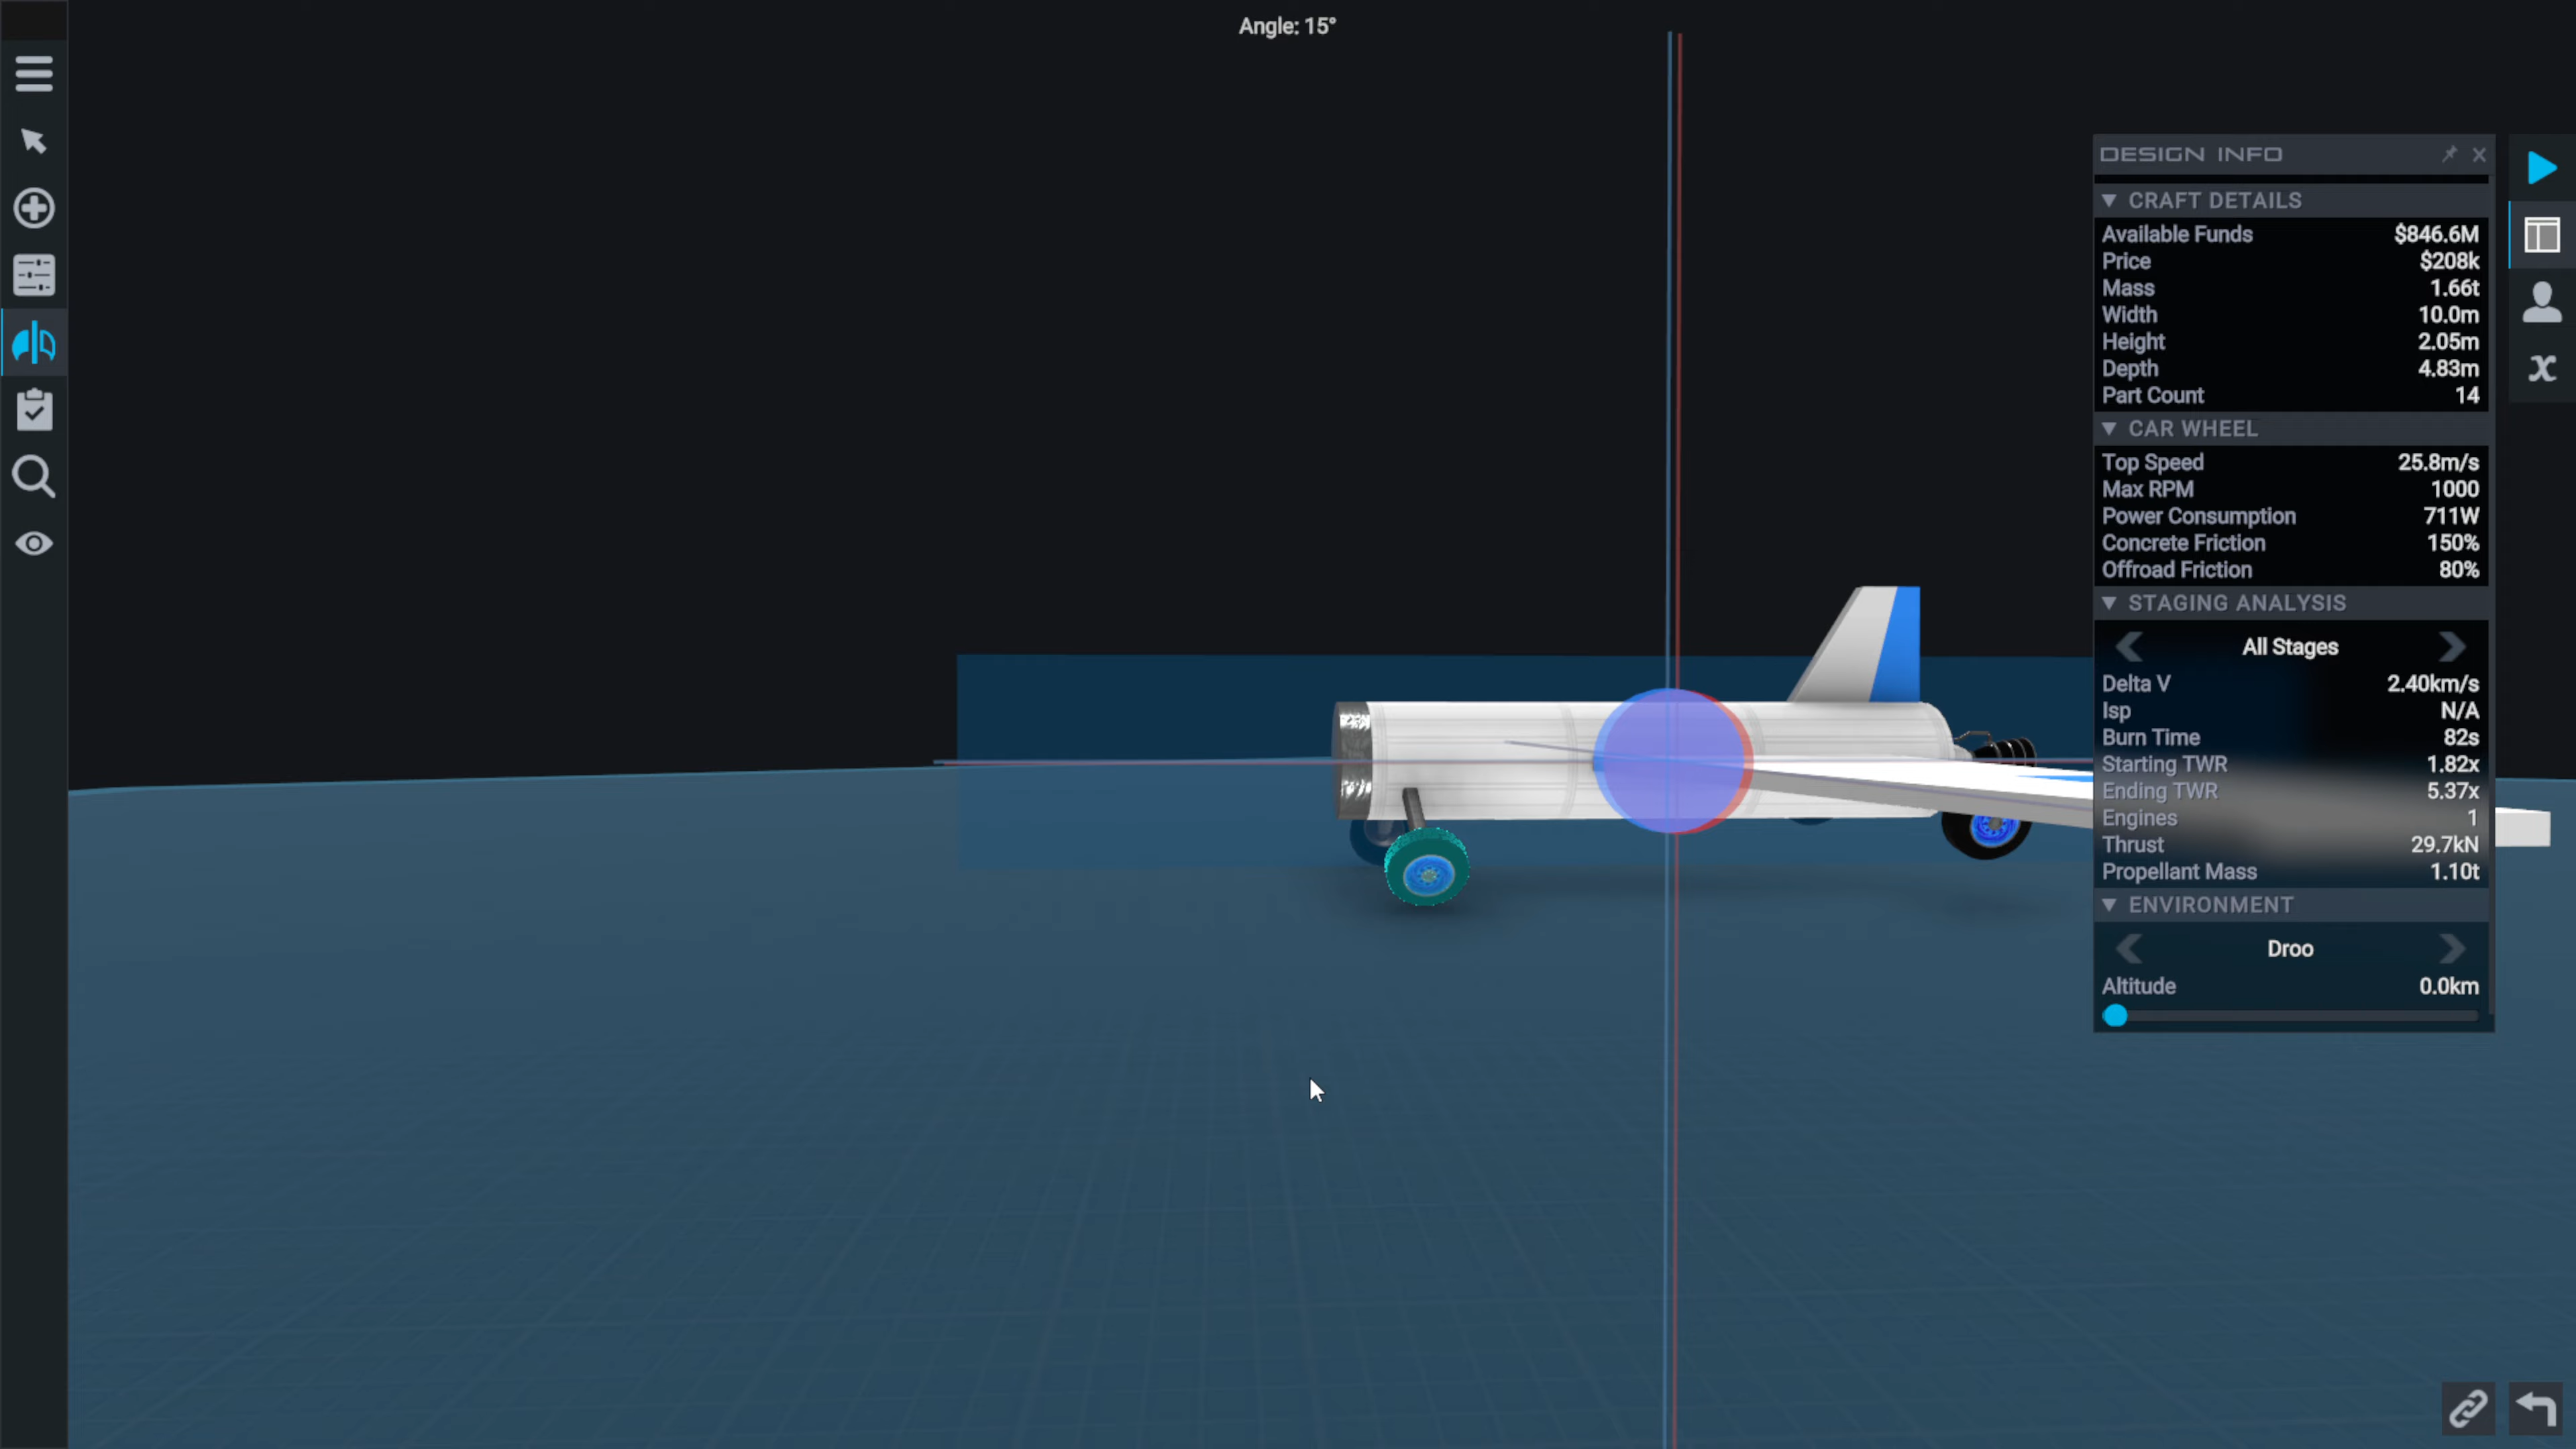 Angle: 15°
DESIGN INFO
CRAFT DETAILS
Available Funds $846.6M
Price $208k
Mass 1.66t
Width 10.0m
Height 2.05m
Depth 4.83m
Part Count 14
CAR WHEEL
Top Speed 25.8m/s
Max RPM 1000
Power Consumption 711W
Concrete Friction 150%
Offroad Friction 80%
STAGING ANALYSIS
All Stages
Delta V 2.40km/s
Isp N/A
Burn Time 82s
Starting TWR 1.82x
Ending TWR 5.37x
Engines 1
Thrust 29.7kN
Propellant Mass 1.10t
ENVIRONMENT
Droo
Altitude 0.0km